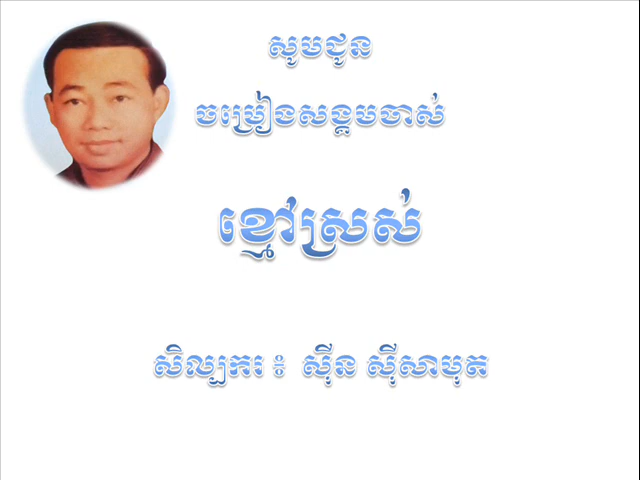 សូមជូន
ចម្រៀងសង្គមចាស់
ខ្មៅស្រស់
សិល្បករ ៖ ស៊ីន ស៊ីសាមុត